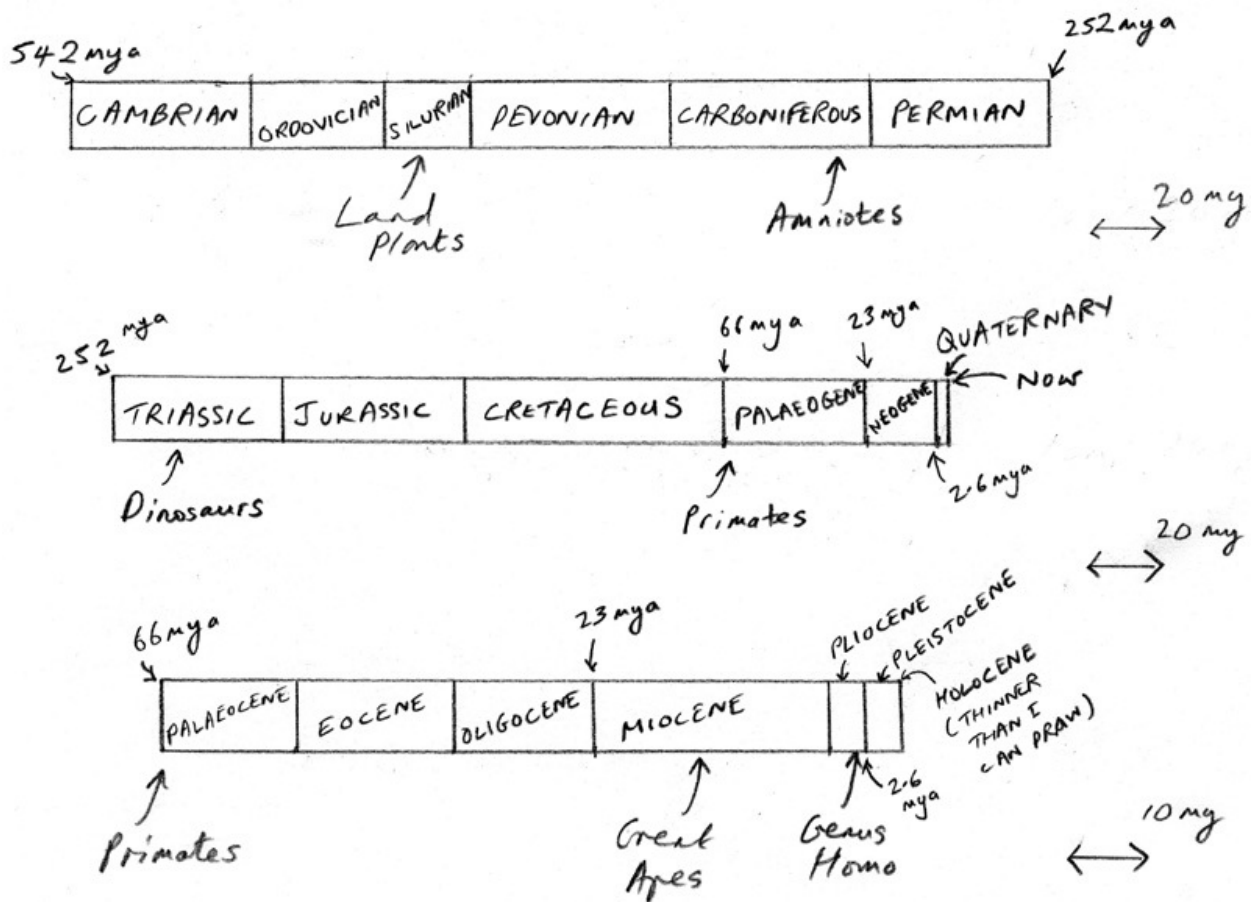 542 mya
252 mya
CAMBRIAN ORDOVICIAN SILURIAN DEVONIAN CARBONIFEROUS PERMIAN
Land
Plants
Amniotes
20 my
252 mya
66 mya
23 mya
QUATERNARY
NOW
TRIASSIC JURASSIC CRETACEOUS PALAEOGENE NEOGENE
2.6 mya
Dinosaurs
Primates
20 my
66 mya
23 mya
PLIOCENE
PLEISTOCENE
HOLOCENE
(THINNER
THAN I
CAN DRAW)
PALAEOCENE EOCENE OLIGOCENE MIOCENE
2.6
mya
Primates
Great
Apes
Genus
Homo
10 my